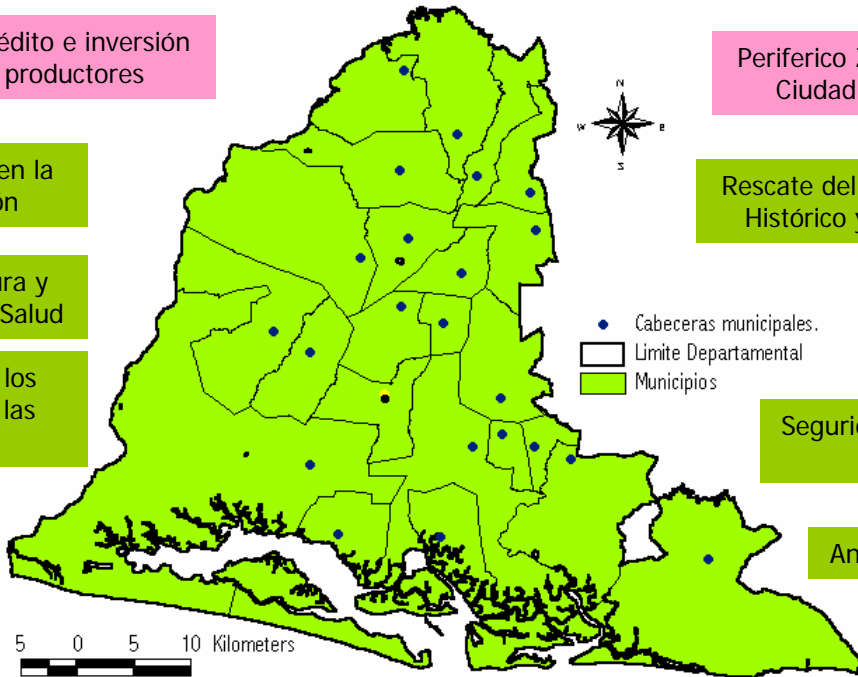 édito e inversión
productores
en la
ón
ura y
Salud
los
las
Periferico
Ciudad
Rescate del
Histórico y
N
W E
S
Cabeceras municipales.
Limite Departamental
Municipios
Seguri
An
5 0 5 10 Kilometers